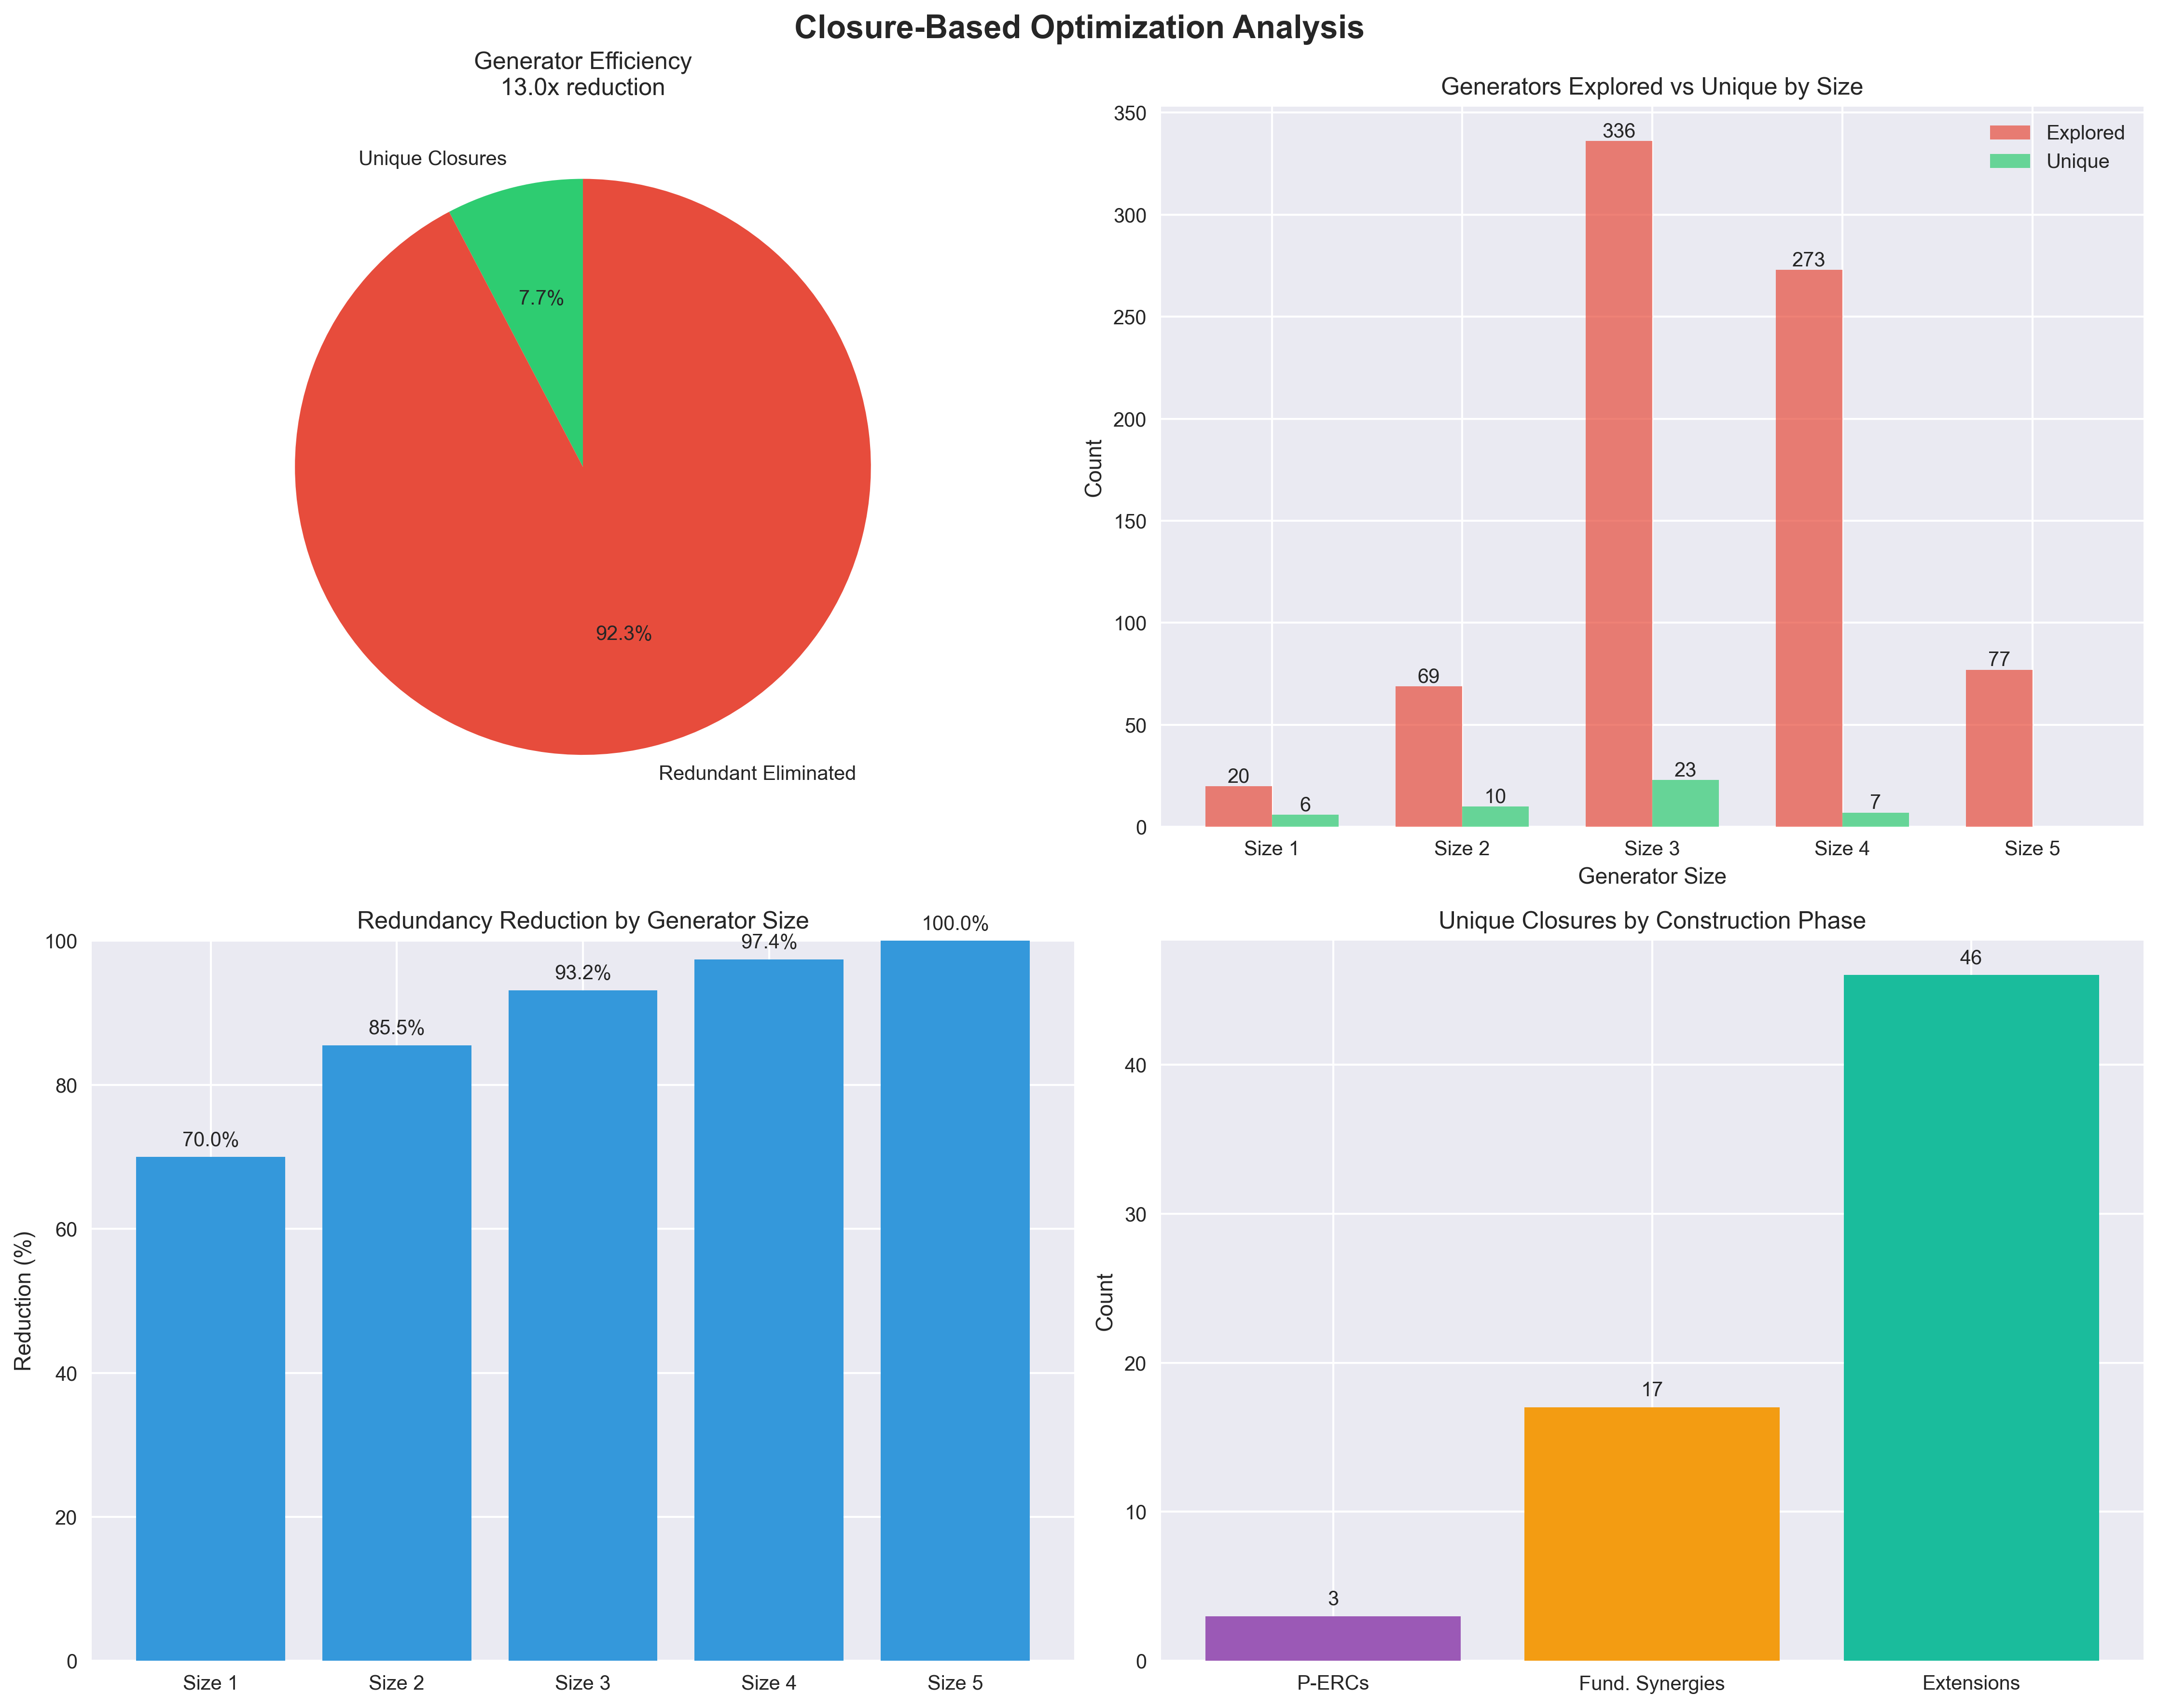 Closure-Based Optimization Analysis
Generator Efficiency
13.0x reduction
Unique Closures
7.7%
92.3%
Redundant Eliminated
Generators Explored vs Unique by Size
Explored
Unique
Count
350
300
250
200
150
100
50
0
20
6
69
10
336
23
273
7
77
Size 1
Size 2
Size 3
Size 4
Size 5
Generator Size
Redundancy Reduction by Generator Size
Reduction (%)
100
80
60
40
20
0
70.0%
85.5%
93.2%
97.4%
100.0%
Size 1
Size 2
Size 3
Size 4
Size 5
Unique Closures by Construction Phase
Count
40
30
20
10
0
3
17
46
P-ERCs
Fund. Synergies
Extensions